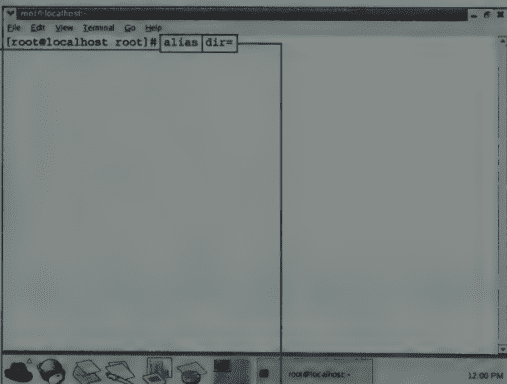 root@localhost:
File Edit View Terminal Go Help
[root@localhost root]# alias dir=
root@localhost:~
12:00 PM